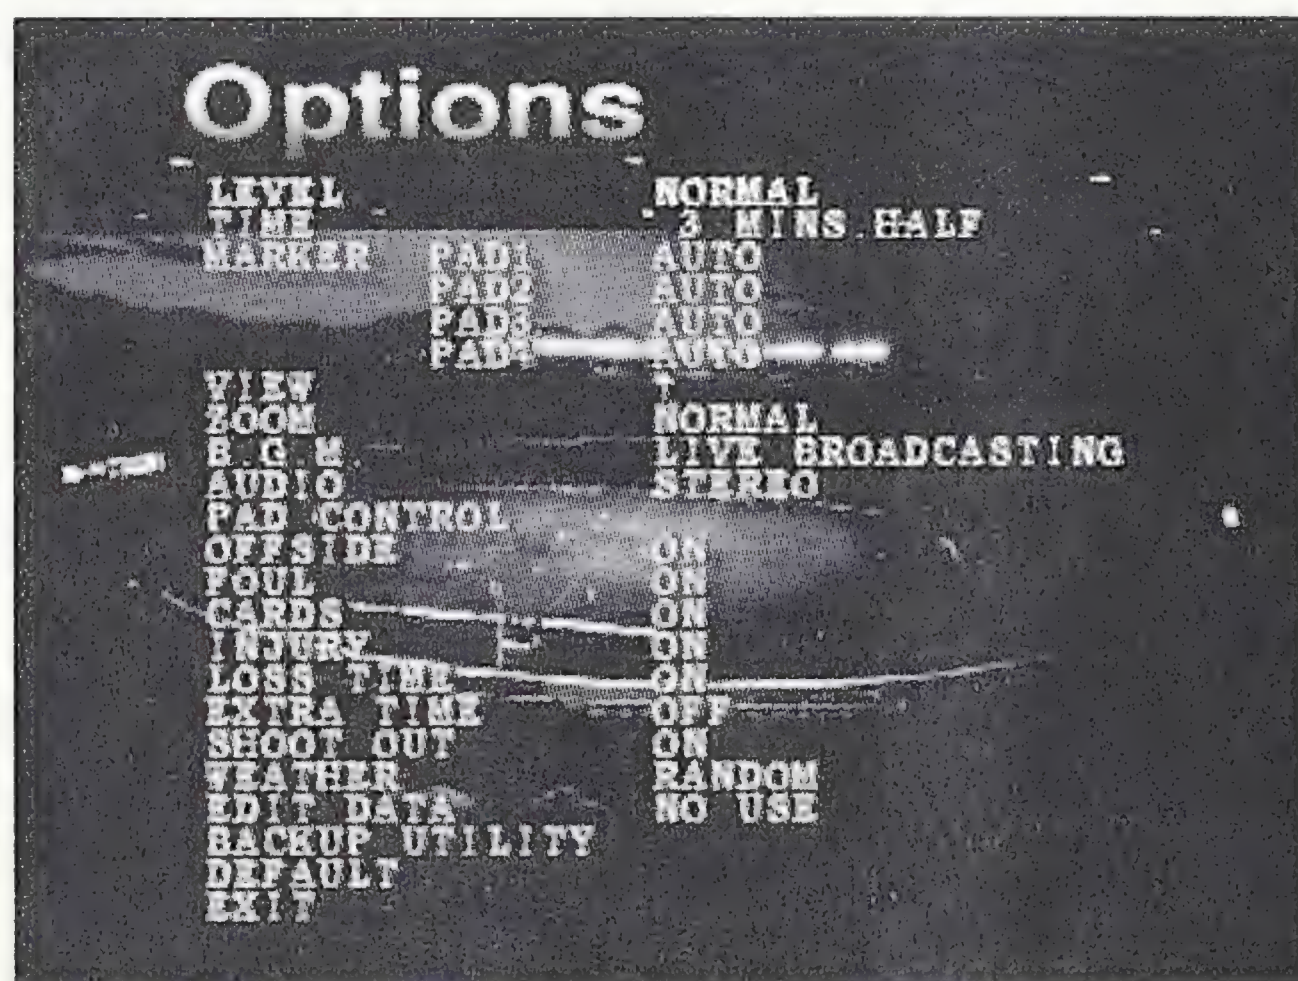 Options
LEVEL NORMAL
TIME 3 MINS.HALF
MARKER PAD1 AUTO
PAD2 AUTO
PAD3 AUTO
PAD4 AUTO
VIEW 1
ZOOM NORMAL
B.G.M. LIVE BROADCASTING
AUDIO STEREO
PAD CONTROL
OFFSIDE ON
FOUL ON
CARDS ON
INJURY ON
LOSS TIME ON
EXTRA TIME OFF
SHOOT OUT ON
WEATHER RANDOM
EDIT DATA NO USE
BACKUP UTILITY
DEFAULT
EXIT